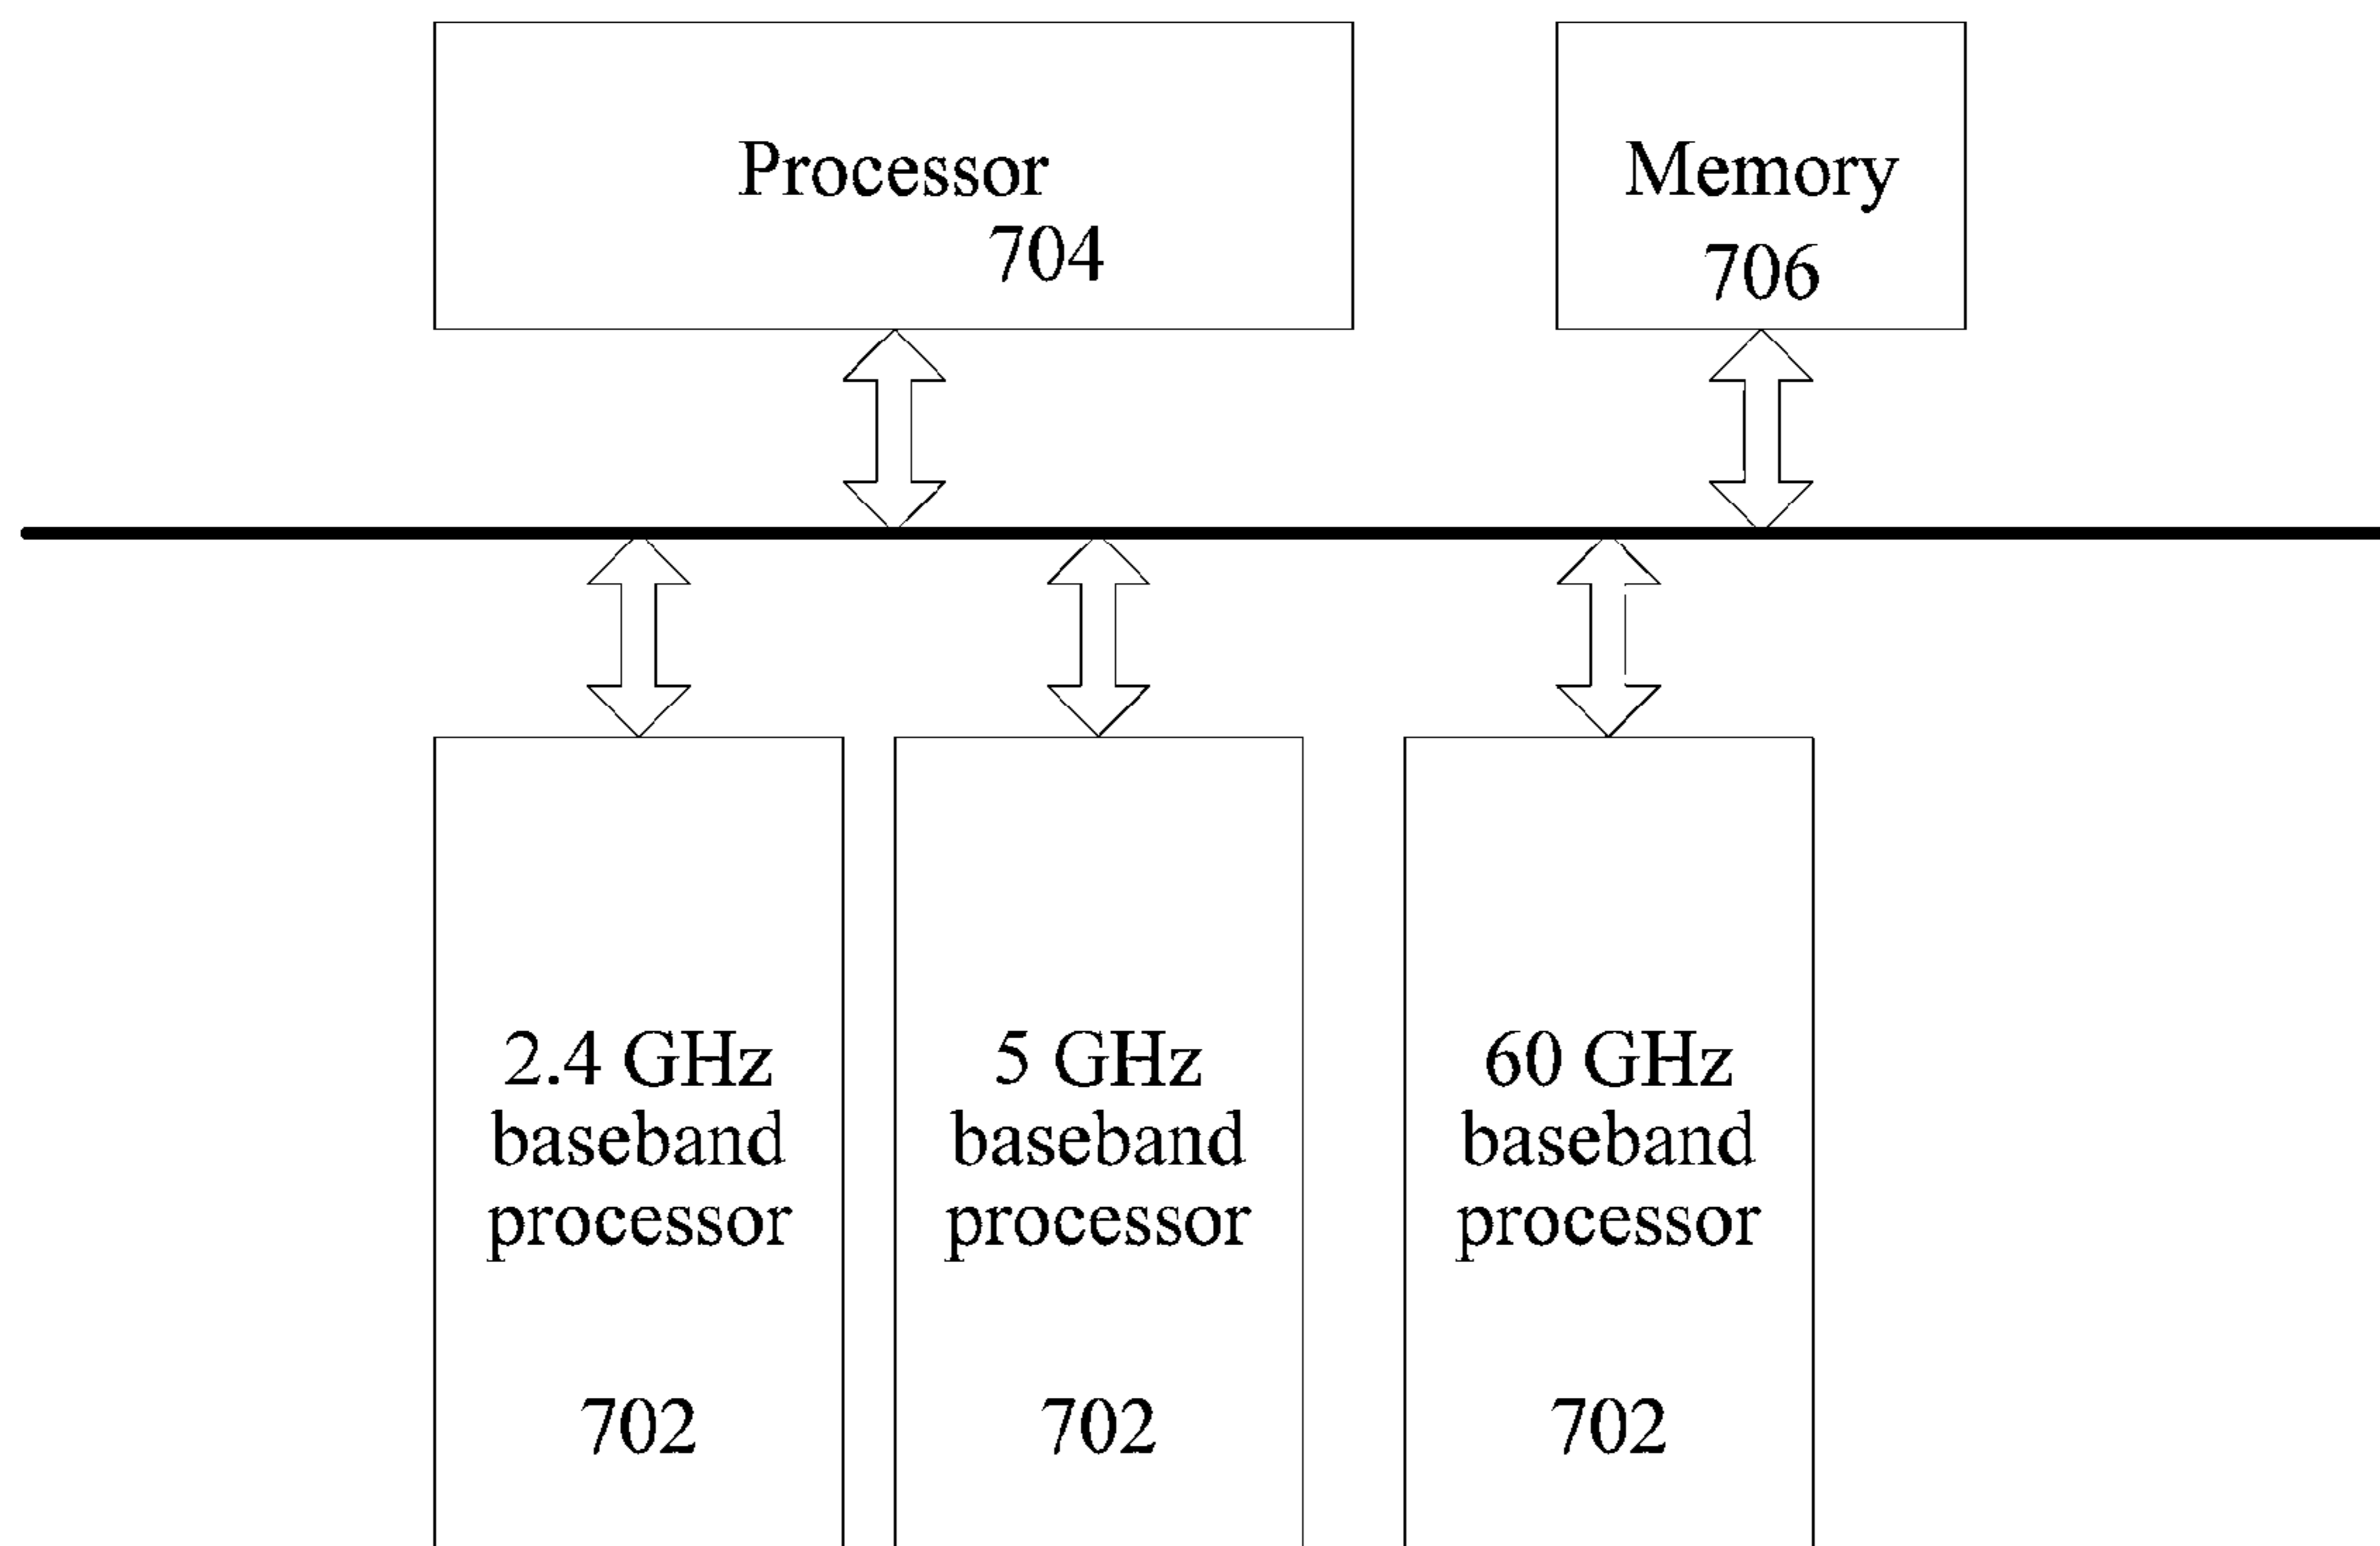 Processor
704
Memory
706
2.4 GHz
baseband
processor
702
5 GHz
baseband
processor
702
60 GHz
baseband
processor
702